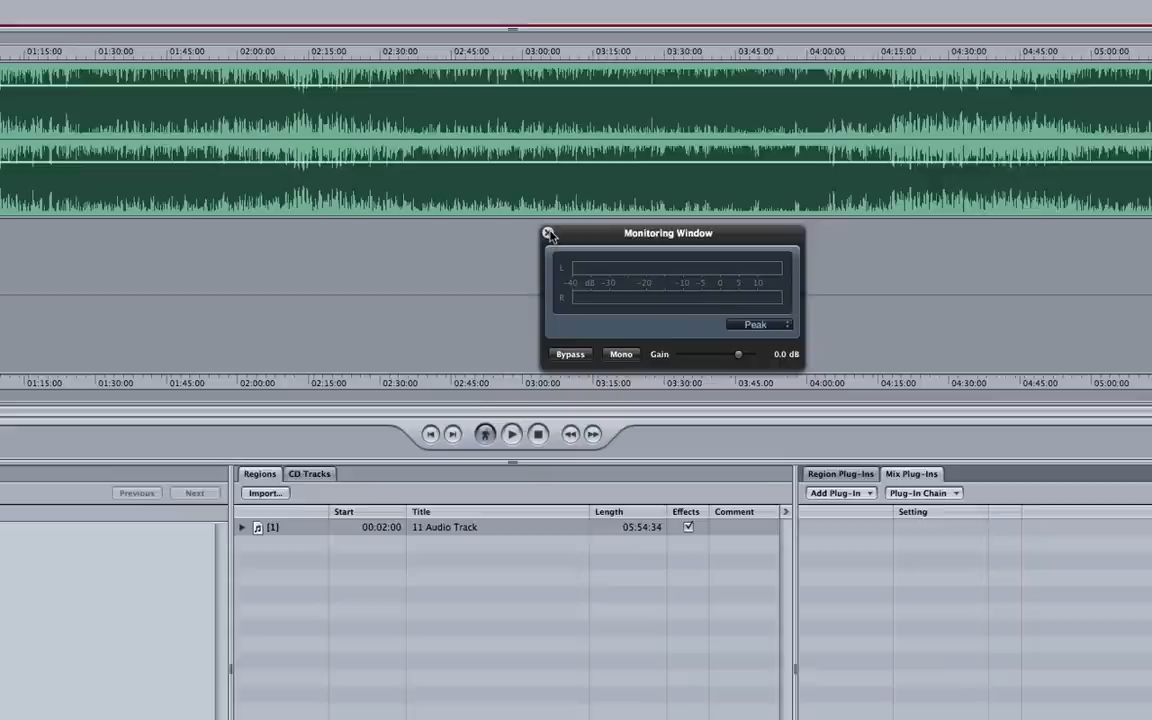 01:15:00 01:30:00 01:45:00 02:00:00 02:15:00 02:30:00 02:45:00 03:00:00 03:15:00 03:30:00 03:45:00 04:00:00 04:15:00 04:30:00 04:45:00 05:00:00
Monitoring Window
L
-40 dB -30 -20 -10 -5 0 5 10
R
Peak
Bypass Mono Gain 0.0 dB
01:15:00 01:30:00 01:45:00 02:00:00 02:15:00 02:30:00 02:45:00 03:00:00 03:15:00 03:30:00 03:45:00 04:00:00 04:15:00 04:30:00 04:45:00 05:00:00
Regions CD Tracks Region Plug-Ins Mix Plug-Ins
Previous Next Import... Add Plug-In Plug-In Chain
Start Title Length Effects Comment Setting
[1] 00:02:00 11 Audio Track 05:54:34